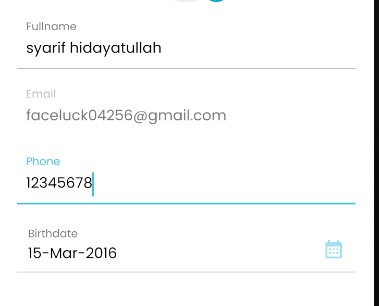 Fullname
syarif hidayatullah
Email
faceluck04256@gmail.com
Phone
12345678
Birthdate
15-Mar-2016